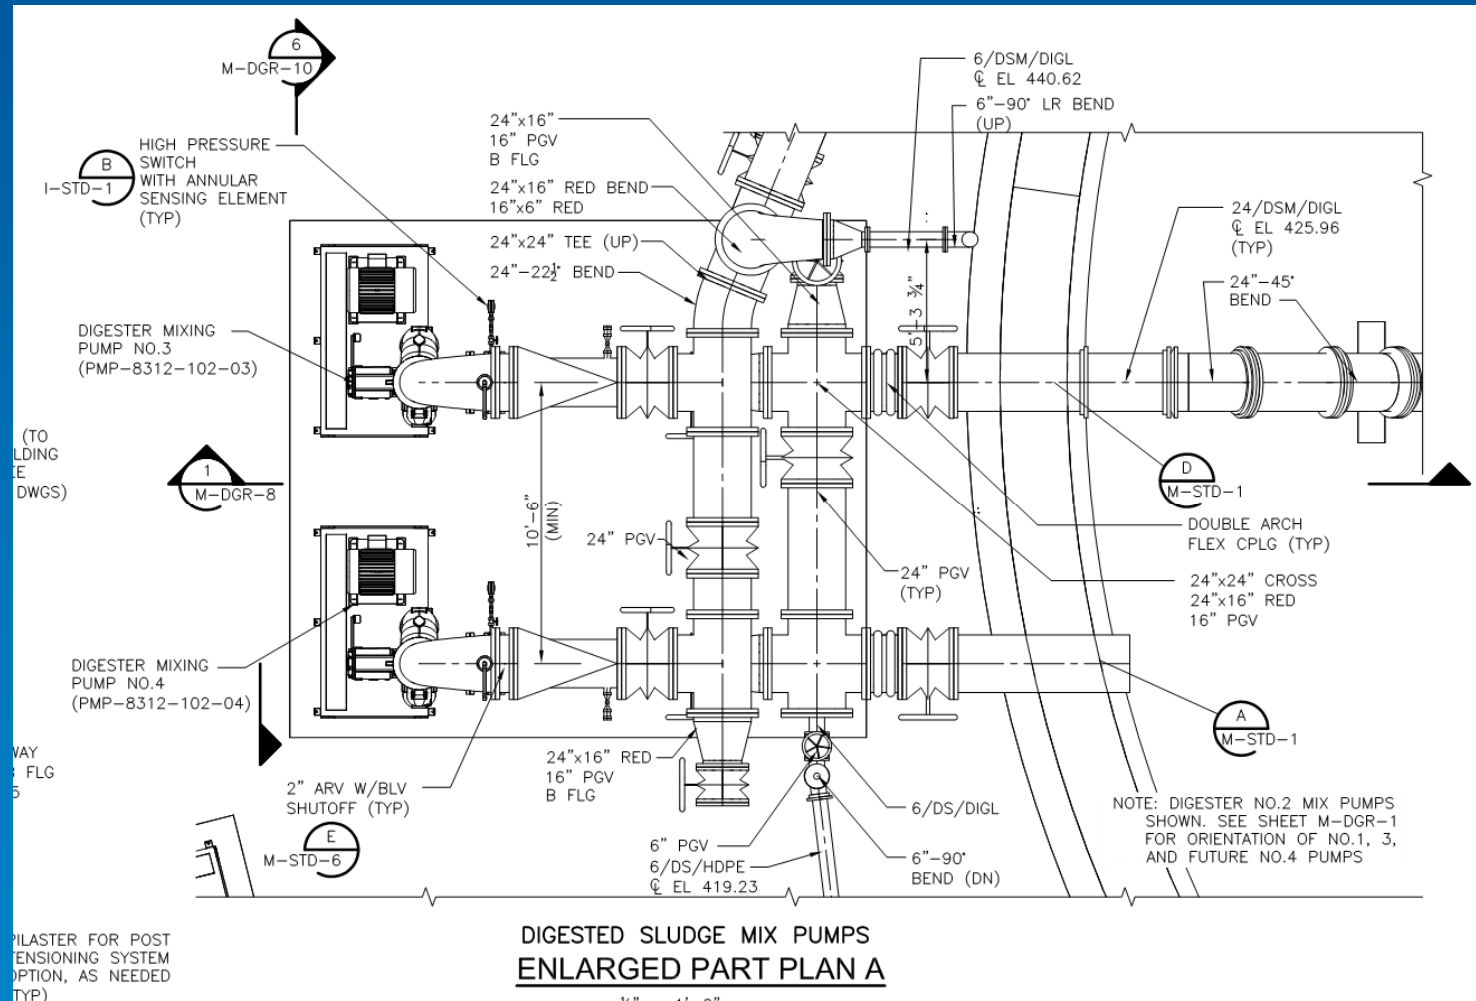 6
M-DGR-10
HIGH PRESSURE
SWITCH
WITH ANNULAR
SENSING ELEMENT
(TYP)
B
I-STD-1
24"x16"
16" PGV
B FLG
24"x16" RED BEND
16"x6" RED
24"x24" TEE (UP)
24"-22½° BEND
6/DSM/DIGL
℄ EL 440.62
6"-90° LR BEND
(UP)
24/DSM/DIGL
℄ EL 425.96
(TYP)
24"-45°
BEND
5'-3 ¾"
DIGESTER MIXING
PUMP NO.3
(PMP-8312-102-03)
(TO
LDING
EE
DWGS)
1
M-DGR-8
10'-6"
(MIN)
24" PGV
24" PGV
(TYP)
D
M-STD-1
DOUBLE ARCH
FLEX CPLG (TYP)
24"x24" CROSS
24"x16" RED
16" PGV
DIGESTER MIXING
PUMP NO.4
(PMP-8312-102-04)
A
M-STD-1
WAY
FLG
2" ARV W/BLV
SHUTOFF (TYP)
E
M-STD-6
24"x16" RED
16" PGV
B FLG
6" PGV
6/DS/HDPE
℄ EL 419.23
6/DS/DIGL
6"-90°
BEND (DN)
NOTE: DIGESTER NO.2 MIX PUMPS
SHOWN. SEE SHEET M-DGR-1
FOR ORIENTATION OF NO.1, 3,
AND FUTURE NO.4 PUMPS
PILASTER FOR POST
TENSIONING SYSTEM
OPTION, AS NEEDED
(TYP)
DIGESTED SLUDGE MIX PUMPS
ENLARGED PART PLAN A